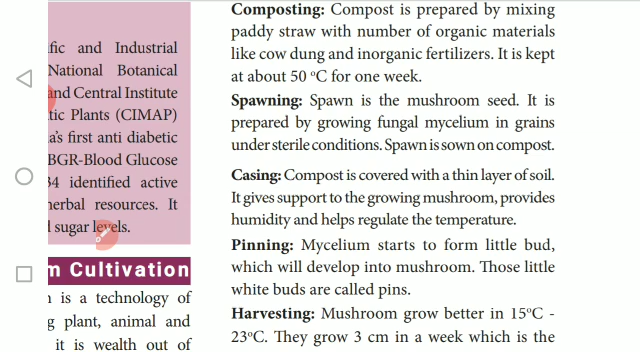 fic and Industrial
National Botanical
and Central Institute
tic Plants (CIMAP)
a's first anti diabetic
BGR-Blood Glucose
34 identified active
herbal resources. It
sugar levels.
m Cultivation
is a technology of
g plant, animal and
it is wealth out of
Composting: Compost is prepared by mixing
paddy straw with number of organic materials
like cow dung and inorganic fertilizers. It is kept
at about 50 °C for one week.
Spawning: Spawn is the mushroom seed. It is
prepared by growing fungal mycelium in grains
under sterile conditions. Spawn is sown on compost.
Casing: Compost is covered with a thin layer of soil.
It gives support to the growing mushroom, provides
humidity and helps regulate the temperature.
Pinning: Mycelium starts to form little bud,
which will develop into mushroom. Those little
white buds are called pins.
Harvesting: Mushroom grow better in 15°C -
23°C. They grow 3 cm in a week which is the